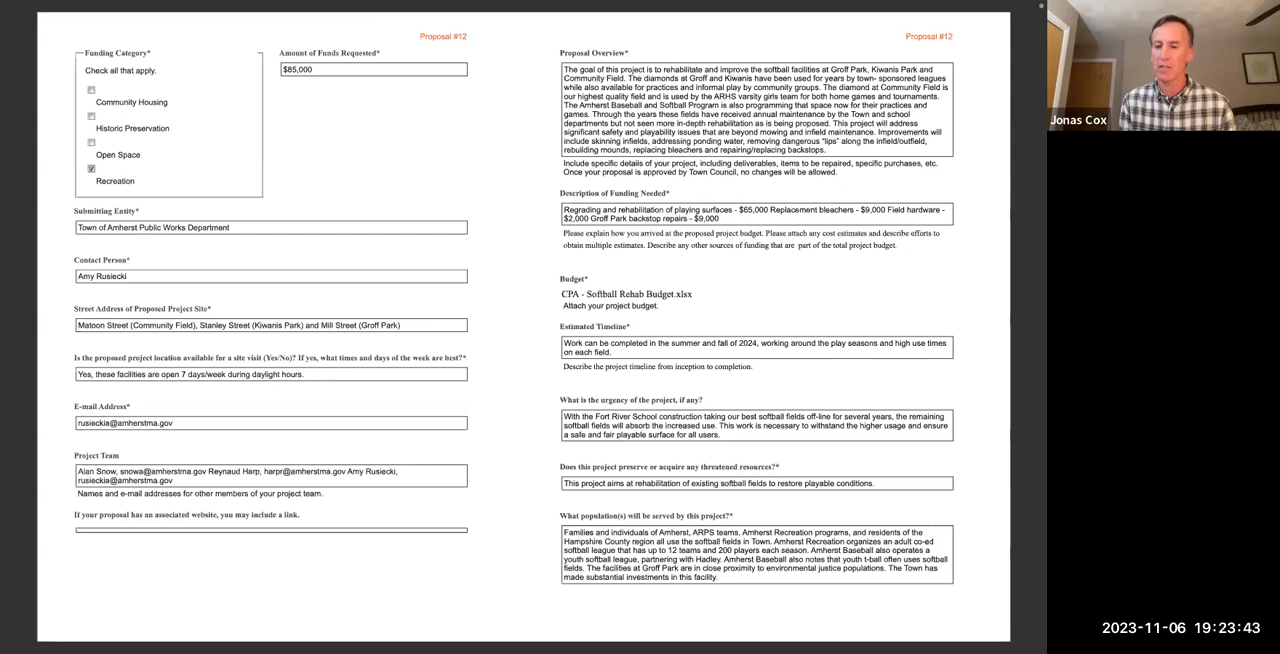 Proposal #12
Funding Category*
Check all that apply.
Community Housing
Historic Preservation
Open Space
Recreation
Amount of Funds Requested*
$85,000
Submitting Entity*
Town of Amherst Public Works Department
Contact Person*
Amy Rusiecki
Street Address of Proposed Project Site*
Matoon Street (Community Field), Stanley Street (Kiwanis Park) and Mill Street (Groff Park)
Is the proposed project location available for a site visit (Yes/No)? If yes, what times and days of the week are best?*
Yes, these facilities are open 7 days/week during daylight hours.
E-mail Address*
rusieckia@amherstma.gov
Project Team
Alan Snow, snowa@amherstma.gov Reynaud Harp, harpr@amherstma.gov Amy Rusiecki,
rusieckia@amherstma.gov
Names and e-mail addresses for other members of your project team.
If your proposal has an associated website, you may include a link.
Proposal #12
Proposal Overview*
The goal of this project is to rehabilitate and improve the softball facilities at Groff Park, Kiwanis Park and
Community Field. The diamonds at Groff and Kiwanis have been used for years by town- sponsored leagues
while also available for practices and informal play by community groups. The diamond at Community Field is
our highest quality field and is used by the ARHS varsity girls team for both home games and tournaments.
The Amherst Baseball and Softball Program is also programming that space now for their practices and
games. Through the years these fields have received annual maintenance by the Town and school
departments but not seen more in-depth rehabilitation as is being proposed. This project will address
significant safety and playability issues that are beyond mowing and infield maintenance. Improvements will
include skinning infields, addressing ponding water, removing dangerous "lips" along the infield/outfield,
rebuilding mounds, replacing bleachers and repairing/replacing backstops.
Include specific details of your project, including deliverables, items to be repaired, specific purchases, etc.
Once your proposal is approved by Town Council, no changes will be allowed.
Description of Funding Needed*
Regrading and rehabilitation of playing surfaces - $65,000 Replacement bleachers - $9,000 Field hardware -
$2,000 Groff Park backstop repairs - $9,000
Please explain how you arrived at the proposed project budget. Please attach any cost estimates and describe efforts to
obtain multiple estimates. Describe any other sources of funding that are part of the total project budget.
Budget*
CPA - Softball Rehab Budget.xlsx
Attach your project budget.
Estimated Timeline*
Work can be completed in the summer and fall of 2024, working around the play seasons and high use times
on each field.
Describe the project timeline from inception to completion.
What is the urgency of the project, if any?
With the Fort River School construction taking our best softball fields off-line for several years, the remaining
softball fields will absorb the increased use. This work is necessary to withstand the higher usage and ensure
a safe and fair playable surface for all users.
Does this project preserve or acquire any threatened resources?*
This project aims at rehabilitation of existing softball fields to restore playable conditions.
What population(s) will be served by this project?*
Families and individuals of Amherst, ARPS teams, Amherst Recreation programs, and residents of the
Hampshire County region all use the softball fields in Town. Amherst Recreation organizes an adult co-ed
softball league that has up to 12 teams and 200 players each season. Amherst Baseball also operates a
youth softball league, partnering with Hadley. Amherst Baseball also notes that youth t-ball often uses softball
fields. The facilities at Groff Park are in close proximity to environmental justice populations. The Town has
made substantial investments in this facility.
Jonas Cox
2023-11-06 19:23:43